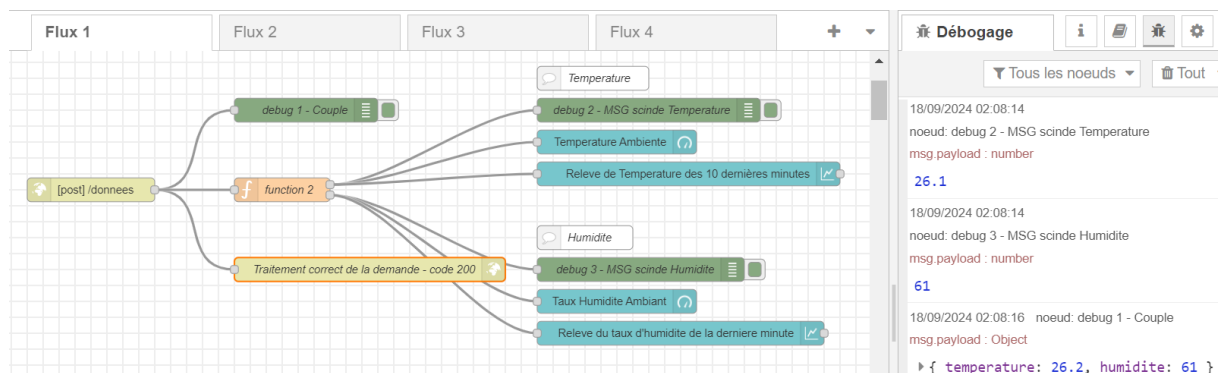 Flux 1
Flux 2
Flux 3
Flux 4
Temperature
debug 1 - Couple
debug 2 - MSG scinde Temperature
Temperature Ambiente
Releve de Temperature des 10 dernières minutes
[post] /donnees
function 2
Humidite
Traitement correct de la demande - code 200
debug 3 - MSG scinde Humidite
Taux Humidite Ambiant
Releve du taux d'humidite de la derniere minute
Débogage
Tous les noeuds
Tout
18/09/2024 02:08:14
noeud: debug 2 - MSG scinde Temperature
msg.payload : number
26.1
18/09/2024 02:08:14
noeud: debug 3 - MSG scinde Humidite
msg.payload : number
61
18/09/2024 02:08:16 noeud: debug 1 - Couple
msg.payload : Object
{ temperature: 26.2, humidite: 61 }